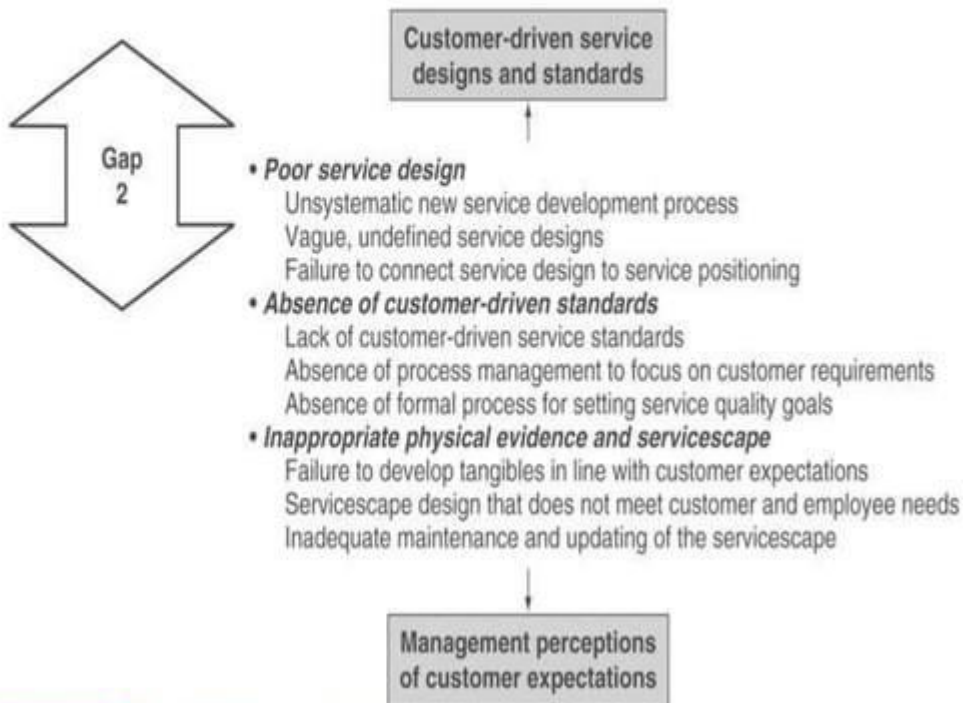 Customer-driven service
designs and standards
Gap
2
• Poor service design
Unsystematic new service development process
Vague, undefined service designs
Failure to connect service design to service positioning
• Absence of customer-driven standards
Lack of customer-driven service standards
Absence of process management to focus on customer requirements
Absence of formal process for setting service quality goals
• Inappropriate physical evidence and servicescape
Failure to develop tangibles in line with customer expectations
Servicescape design that does not meet customer and employee needs
Inadequate maintenance and updating of the servicescape
Management perceptions
of customer expectations